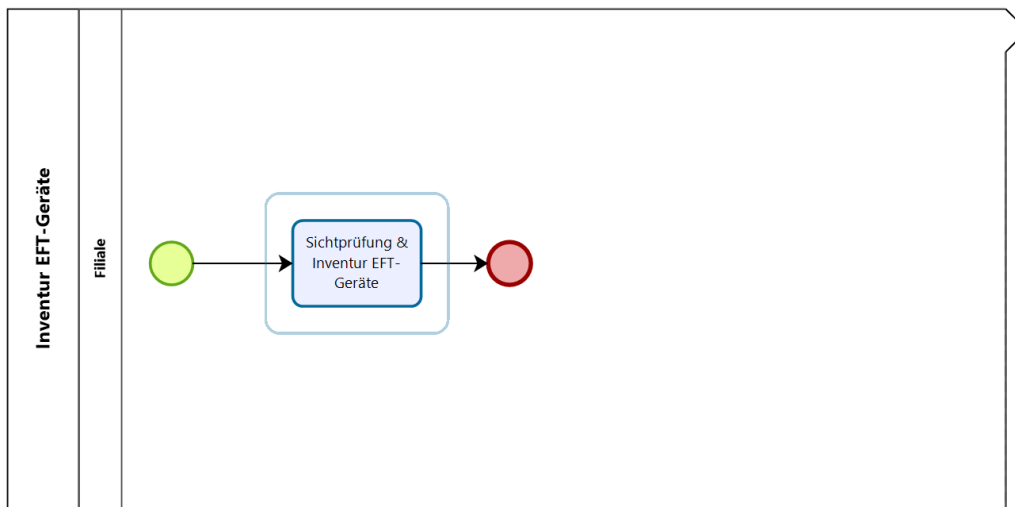 Inventur EFT-Geräte
Filiale
Sichtprüfung &
Inventur EFT-
Geräte